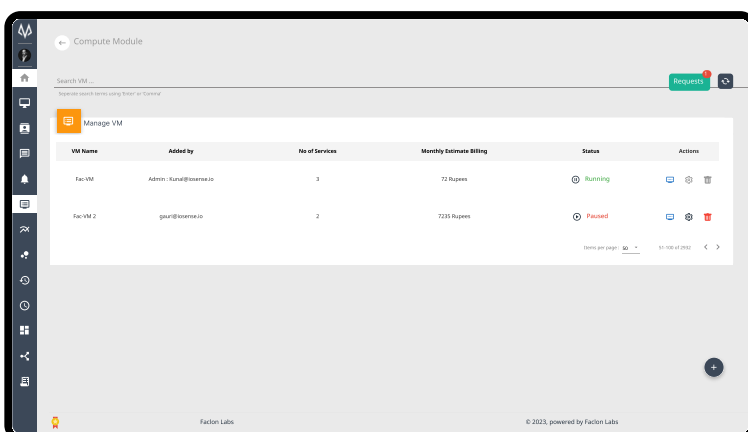 Compute Module
Search VM ...
Requests
1
Separate search terms using 'Enter' or 'Comma'
Manage VM
VM Name Added by No of Services Monthly Estimate Billing Status Actions
Fac-VM Admin : Kunal@iosense.io 3 72 Rupees Running
Fac-VM 2 gauri@iosense.io 2 7235 Rupees Paused
Items per page: 50 51-100 of 2932
Faclon Labs © 2023, powered by Faclon Labs